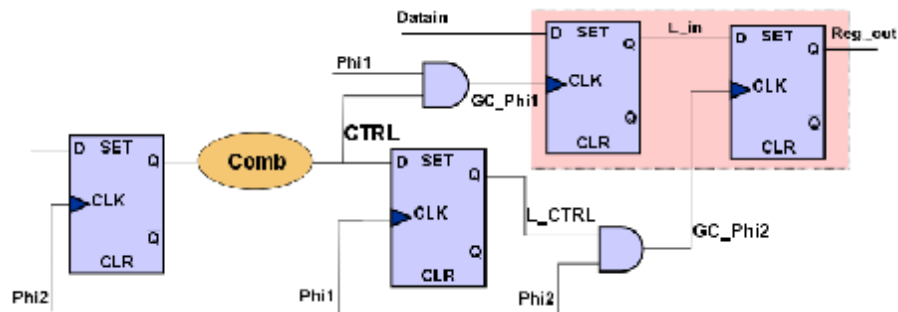 Datain
D SET Q
CLK
Q
CLR
L_in
D SET Q
CLK
Q
CLR
Reg_out
Phi1
GC_Phi1
CTRL
D SET Q
CLK
Q
CLR
Phi2
Comb
D SET Q
CLK
Q
CLR
Phi1
L_CTRL
Phi2
GC_Phi2